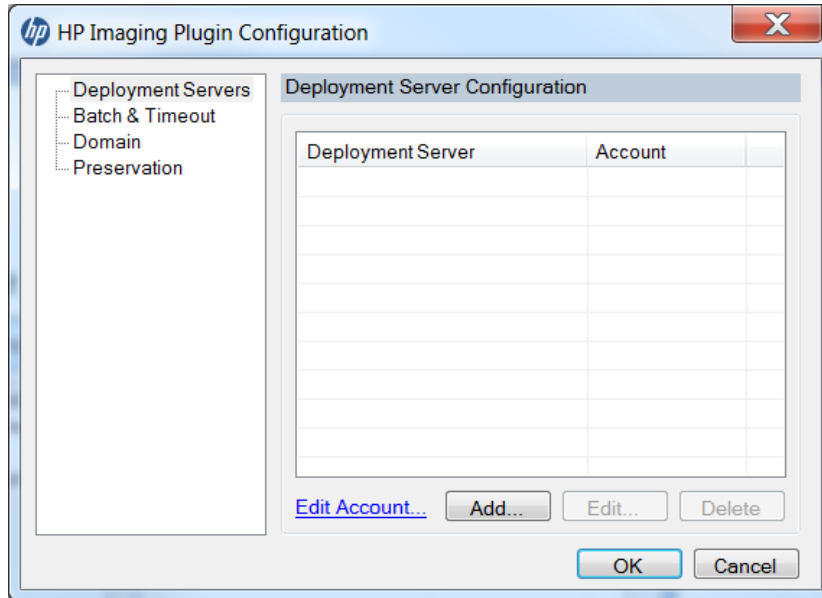 hp HP Imaging Plugin Configuration
Deployment Servers
Batch & Timeout
Domain
Preservation
Deployment Server Configuration
Deployment Server Account
Edit Account... Add... Edit... Delete
OK Cancel